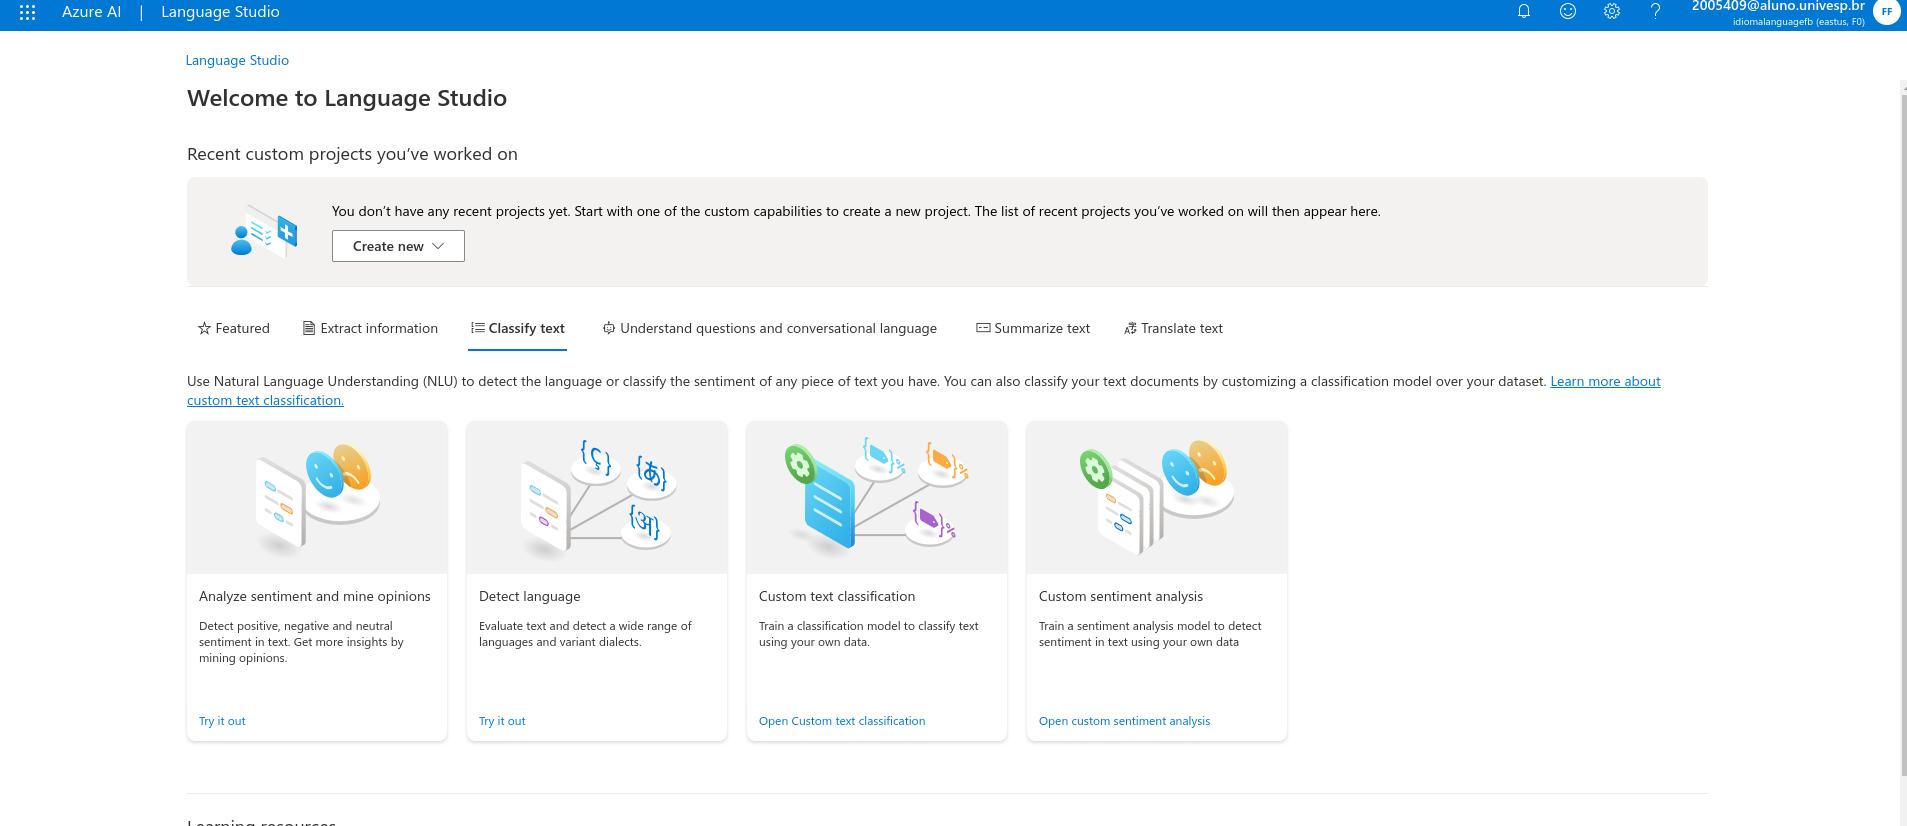 Azure AI | Language Studio
2005409@aluno.univesp.br
idiomalanguagefb (eastus, F0)
FF
Language Studio
Welcome to Language Studio
Recent custom projects you've worked on
You don't have any recent projects yet. Start with one of the custom capabilities to create a new project. The list of recent projects you've worked on will then appear here.
Create new
Featured
Extract information
Classify text
Understand questions and conversational language
Summarize text
Translate text
Use Natural Language Understanding (NLU) to detect the language or classify the sentiment of any piece of text you have. You can also classify your text documents by customizing a classification model over your dataset. Learn more about
custom text classification.
{ç}
{あ}
{अ}
Analyze sentiment and mine opinions
Detect positive, negative and neutral
sentiment in text. Get more insights by
mining opinions.
Try it out
Detect language
Evaluate text and detect a wide range of
languages and variant dialects.
Try it out
Custom text classification
Train a classification model to classify text
using your own data.
Open Custom text classification
Custom sentiment analysis
Train a sentiment analysis model to detect
sentiment in text using your own data
Open custom sentiment analysis
Learning resources